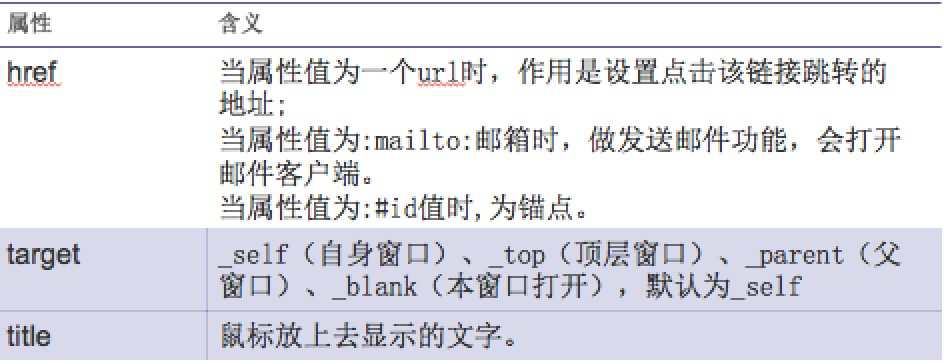 属性 含义
href 当属性值为一个url时，作用是设置点击该链接跳转的
地址;
当属性值为:mailto:邮箱时，做发送邮件功能，会打开
邮件客户端。
当属性值为:#id值时,为锚点。
target _self（自身窗口）、_top（顶层窗口）、_parent（父
窗口）、_blank（本窗口打开），默认为_self
title 鼠标放上去显示的文字。